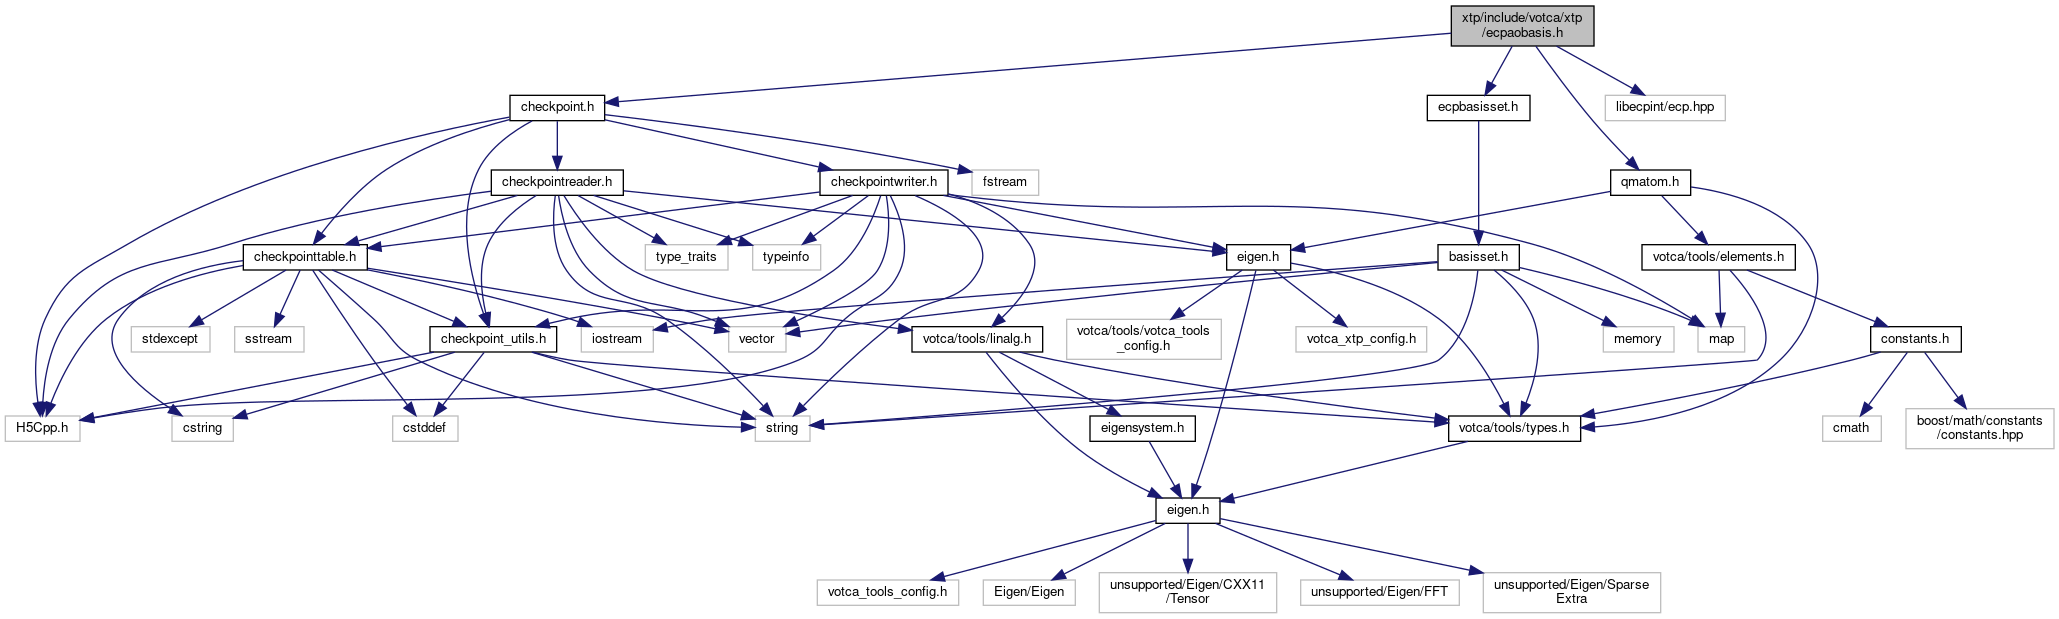 xtp/include/votca/xtp
/ecpaobasis.h
checkpoint.h
ecpbasisset.h
libecpint/ecp.hpp
checkpointreader.h
checkpointwriter.h
fstream
qmatom.h
checkpointtable.h
type_traits
typeinfo
eigen.h
basisset.h
votca/tools/elements.h
stdexcept
sstream
checkpoint_utils.h
iostream
vector
votca/tools/linalg.h
votca/tools/votca_tools
_config.h
votca_xtp_config.h
memory
map
constants.h
H5Cpp.h
cstring
cstddef
string
eigensystem.h
votca/tools/types.h
cmath
boost/math/constants
/constants.hpp
eigen.h
votca_tools_config.h
Eigen/Eigen
unsupported/Eigen/CXX11
/Tensor
unsupported/Eigen/FFT
unsupported/Eigen/Sparse
Extra